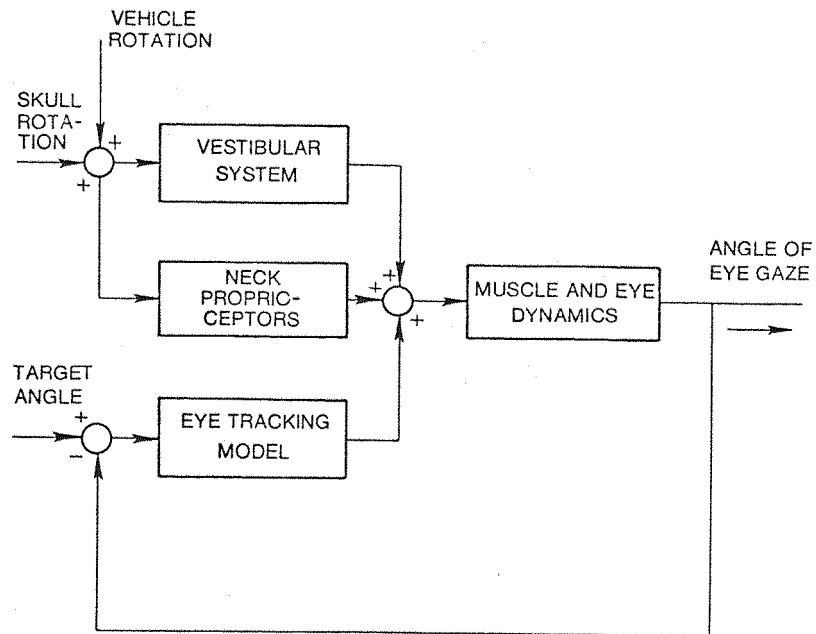 VEHICLE
ROTATION
SKULL
ROTA-
TION
+
+
VESTIBULAR
SYSTEM
NECK
PROPRIC-
CEPTORS
+
+
+
MUSCLE AND EYE
DYNAMICS
ANGLE OF
EYE GAZE
TARGET
ANGLE
+
−
EYE TRACKING
MODEL